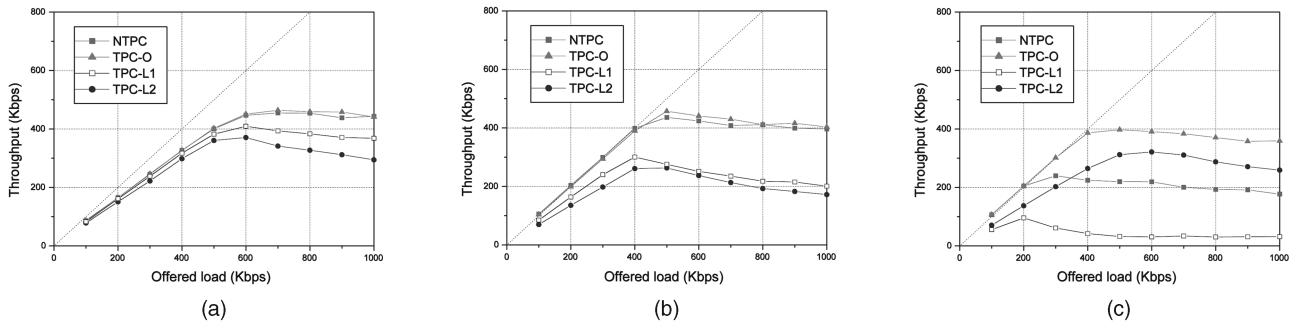 800
600
400
200
0
Throughput (Kbps)
NTPC
TPC-O
TPC-L1
TPC-L2
0 200 400 600 800 1000
Offered load (Kbps)
(a)
800
600
400
200
0
Throughput (Kbps)
NTPC
TPC-O
TPC-L1
TPC-L2
0 200 400 600 800 1000
Offered load (Kbps)
(b)
800
600
400
200
0
Throughput (Kbps)
NTPC
TPC-O
TPC-L1
TPC-L2
0 200 400 600 800 1000
Offered load (Kbps)
(c)